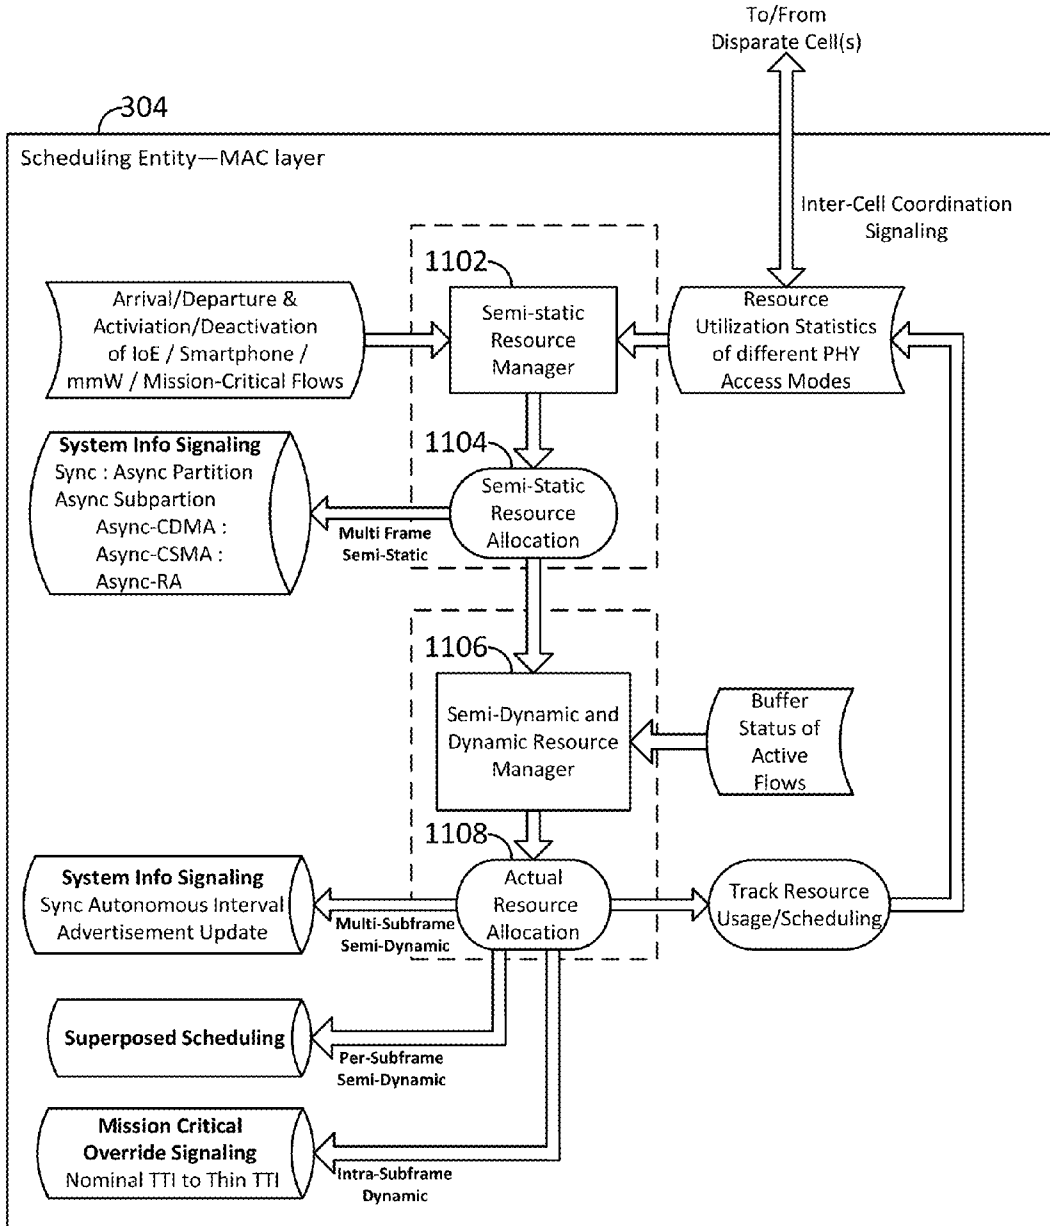 To/From
Disparate Cell(s)
304
Scheduling Entity—MAC layer
Inter-Cell Coordination
Signaling
1102
Arrival/Departure &
Activiation/Deactivation
of IoE / Smartphone /
mmW / Mission-Critical Flows
Semi-static
Resource
Manager
Resource
Utilization Statistics
of different PHY
Access Modes
1104
System Info Signaling
Sync : Async Partition
Async Subpartion
Async-CDMA :
Async-CSMA :
Async-RA
Semi-Static
Resource
Allocation
Multi Frame
Semi-Static
1106
Semi-Dynamic and
Dynamic Resource
Manager
Buffer
Status of
Active
Flows
1108
System Info Signaling
Sync Autonomous Interval
Advertisement Update
Multi-Subframe
Semi-Dynamic
Actual
Resource
Allocation
Track Resource
Usage/Scheduling
Superposed Scheduling
Per-Subframe
Semi-Dynamic
Mission Critical
Override Signaling
Nominal TTI to Thin TTI
Intra-Subframe
Dynamic